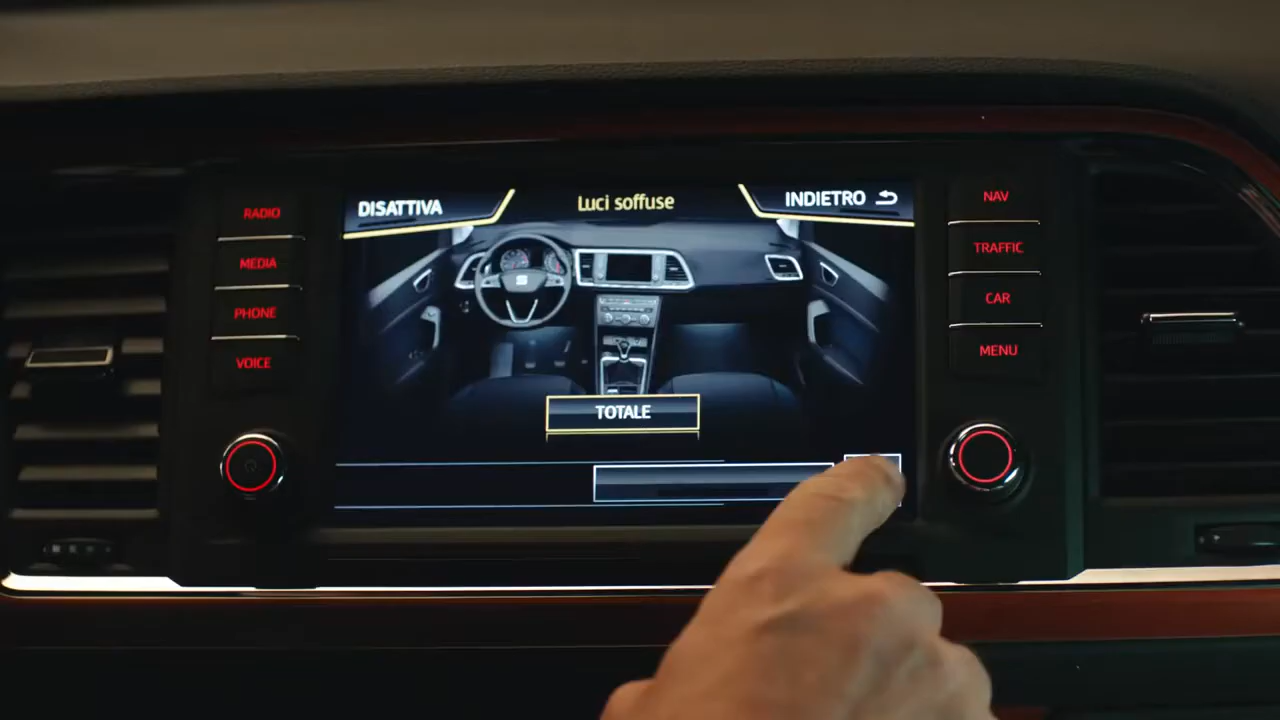 RADIO
MEDIA
PHONE
VOICE
DISATTIVA
Luci soffuse
INDIETRO
TOTALE
NAV
TRAFFIC
CAR
MENU